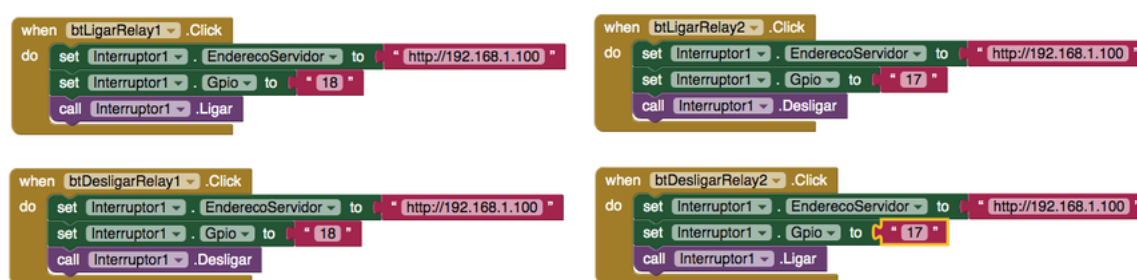 when btLigarRelay1 .Click
do set Interruptor1 . EnderecoServidor to " http://192.168.1.100 "
set Interruptor1 . Gpio to " 18 "
call Interruptor1 .Ligar
when btLigarRelay2 .Click
do set Interruptor1 . EnderecoServidor to " http://192.168.1.100 "
set Interruptor1 . Gpio to " 17 "
call Interruptor1 .Desligar
when btDesligarRelay1 .Click
do set Interruptor1 . EnderecoServidor to " http://192.168.1.100 "
set Interruptor1 . Gpio to " 18 "
call Interruptor1 .Desligar
when btDesligarRelay2 .Click
do set Interruptor1 . EnderecoServidor to " http://192.168.1.100 "
set Interruptor1 . Gpio to " 17 "
call Interruptor1 .Ligar